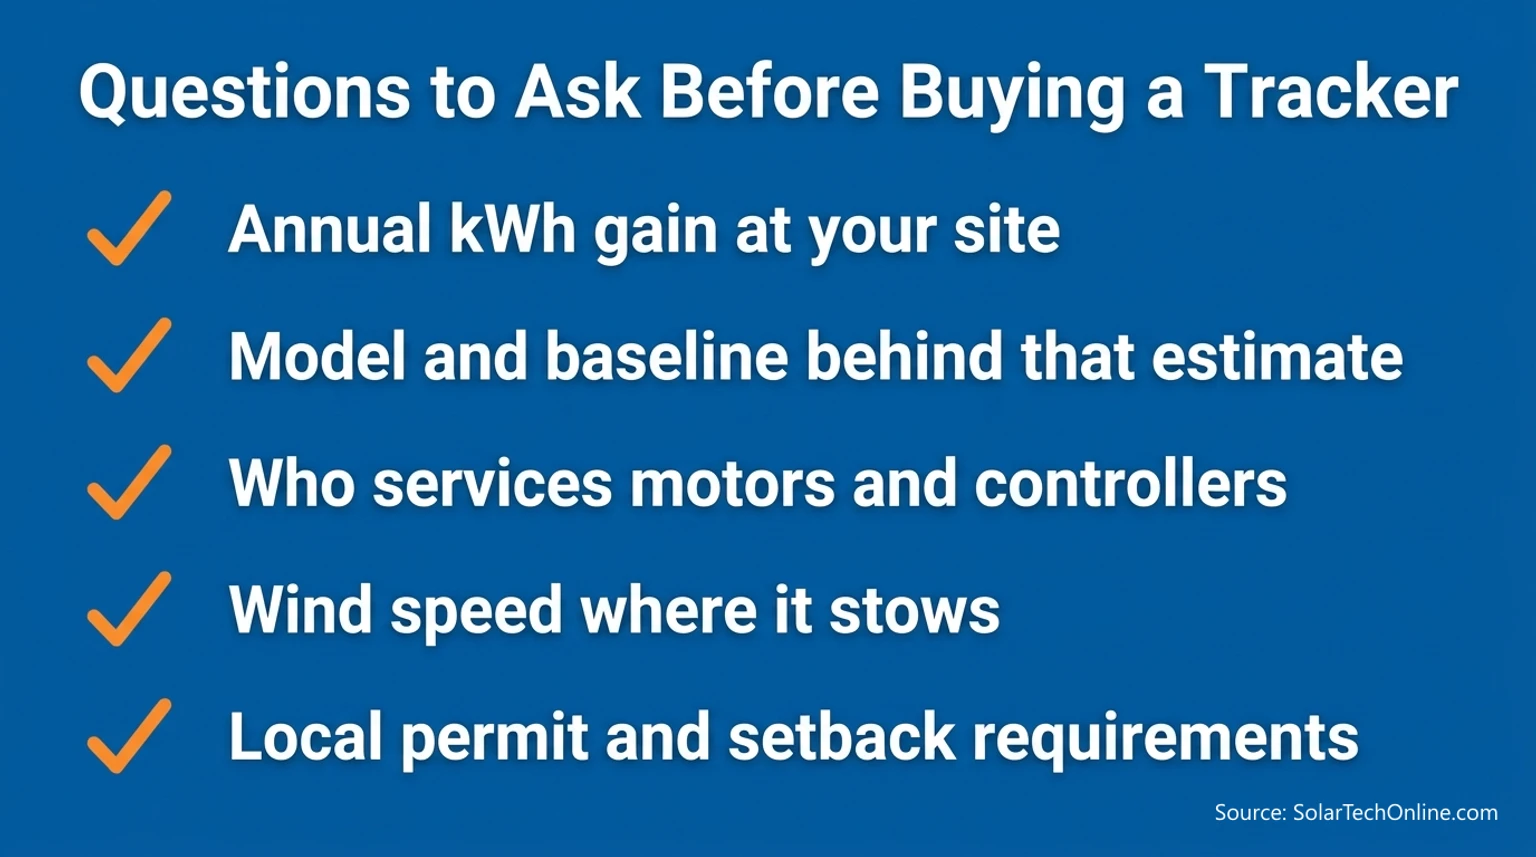 Questions to Ask Before Buying a Tracker
Annual kWh gain at your site
Model and baseline behind that estimate
Who services motors and controllers
Wind speed where it stows
Local permit and setback requirements
Source: SolarTechOnline.com